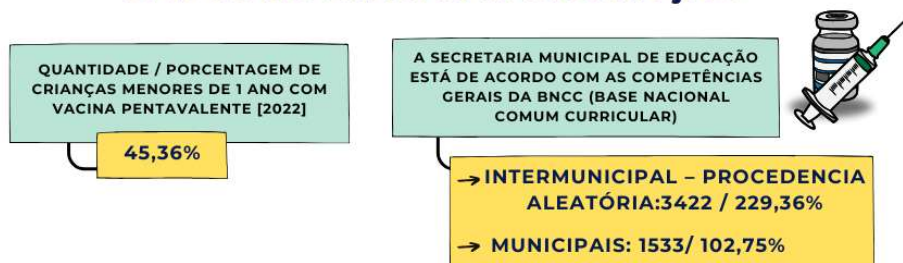 QUANTIDADE / PORCENTAGEM DE
CRIANÇAS MENORES DE 1 ANO COM
VACINA PENTAVALENTE [2022]
45,36%
A SECRETARIA MUNICIPAL DE EDUCAÇÃO
ESTÁ DE ACORDO COM AS COMPETÊNCIAS
GERAIS DA BNCC (BASE NACIONAL
COMUM CURRICULAR)
→ INTERMUNICIPAL – PROCEDENCIA
ALEATÓRIA:3422 / 229,36%
→ MUNICIPAIS: 1533/ 102,75%